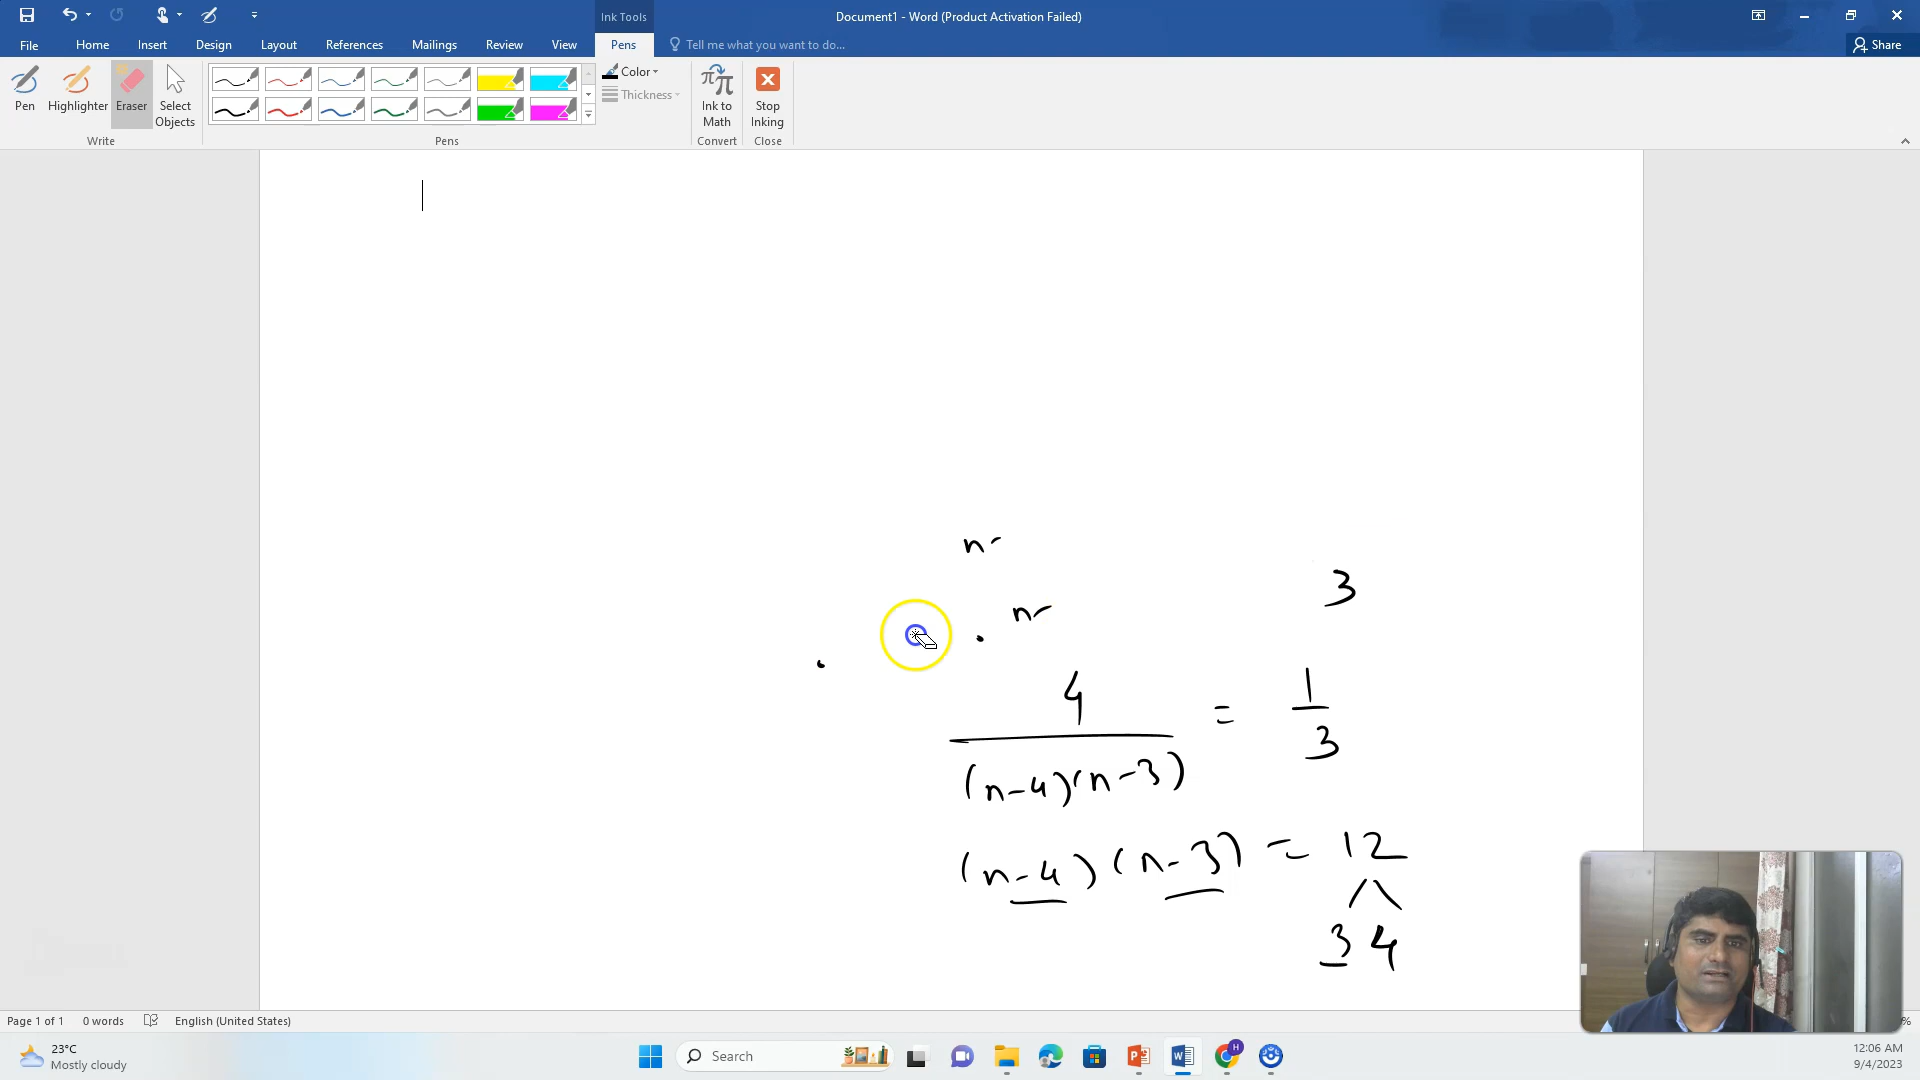 Ink Tools
Document1 - Word (Product Activation Failed)
File Home Insert Design Layout References Mailings Review View Pens Tell me what you want to do... Share
Pen Highlighter Eraser Select Objects
Color
Thickness
Ink to Math
Stop Inking
Write Pens Convert Close
n-
n-
3
4 = 1
(n-4)(n-3) 3
(n-4)(n-3) = 12
3 4
Page 1 of 1 0 words English (United States) %
23°C
Mostly cloudy
Search
H
12:06 AM
9/4/2023